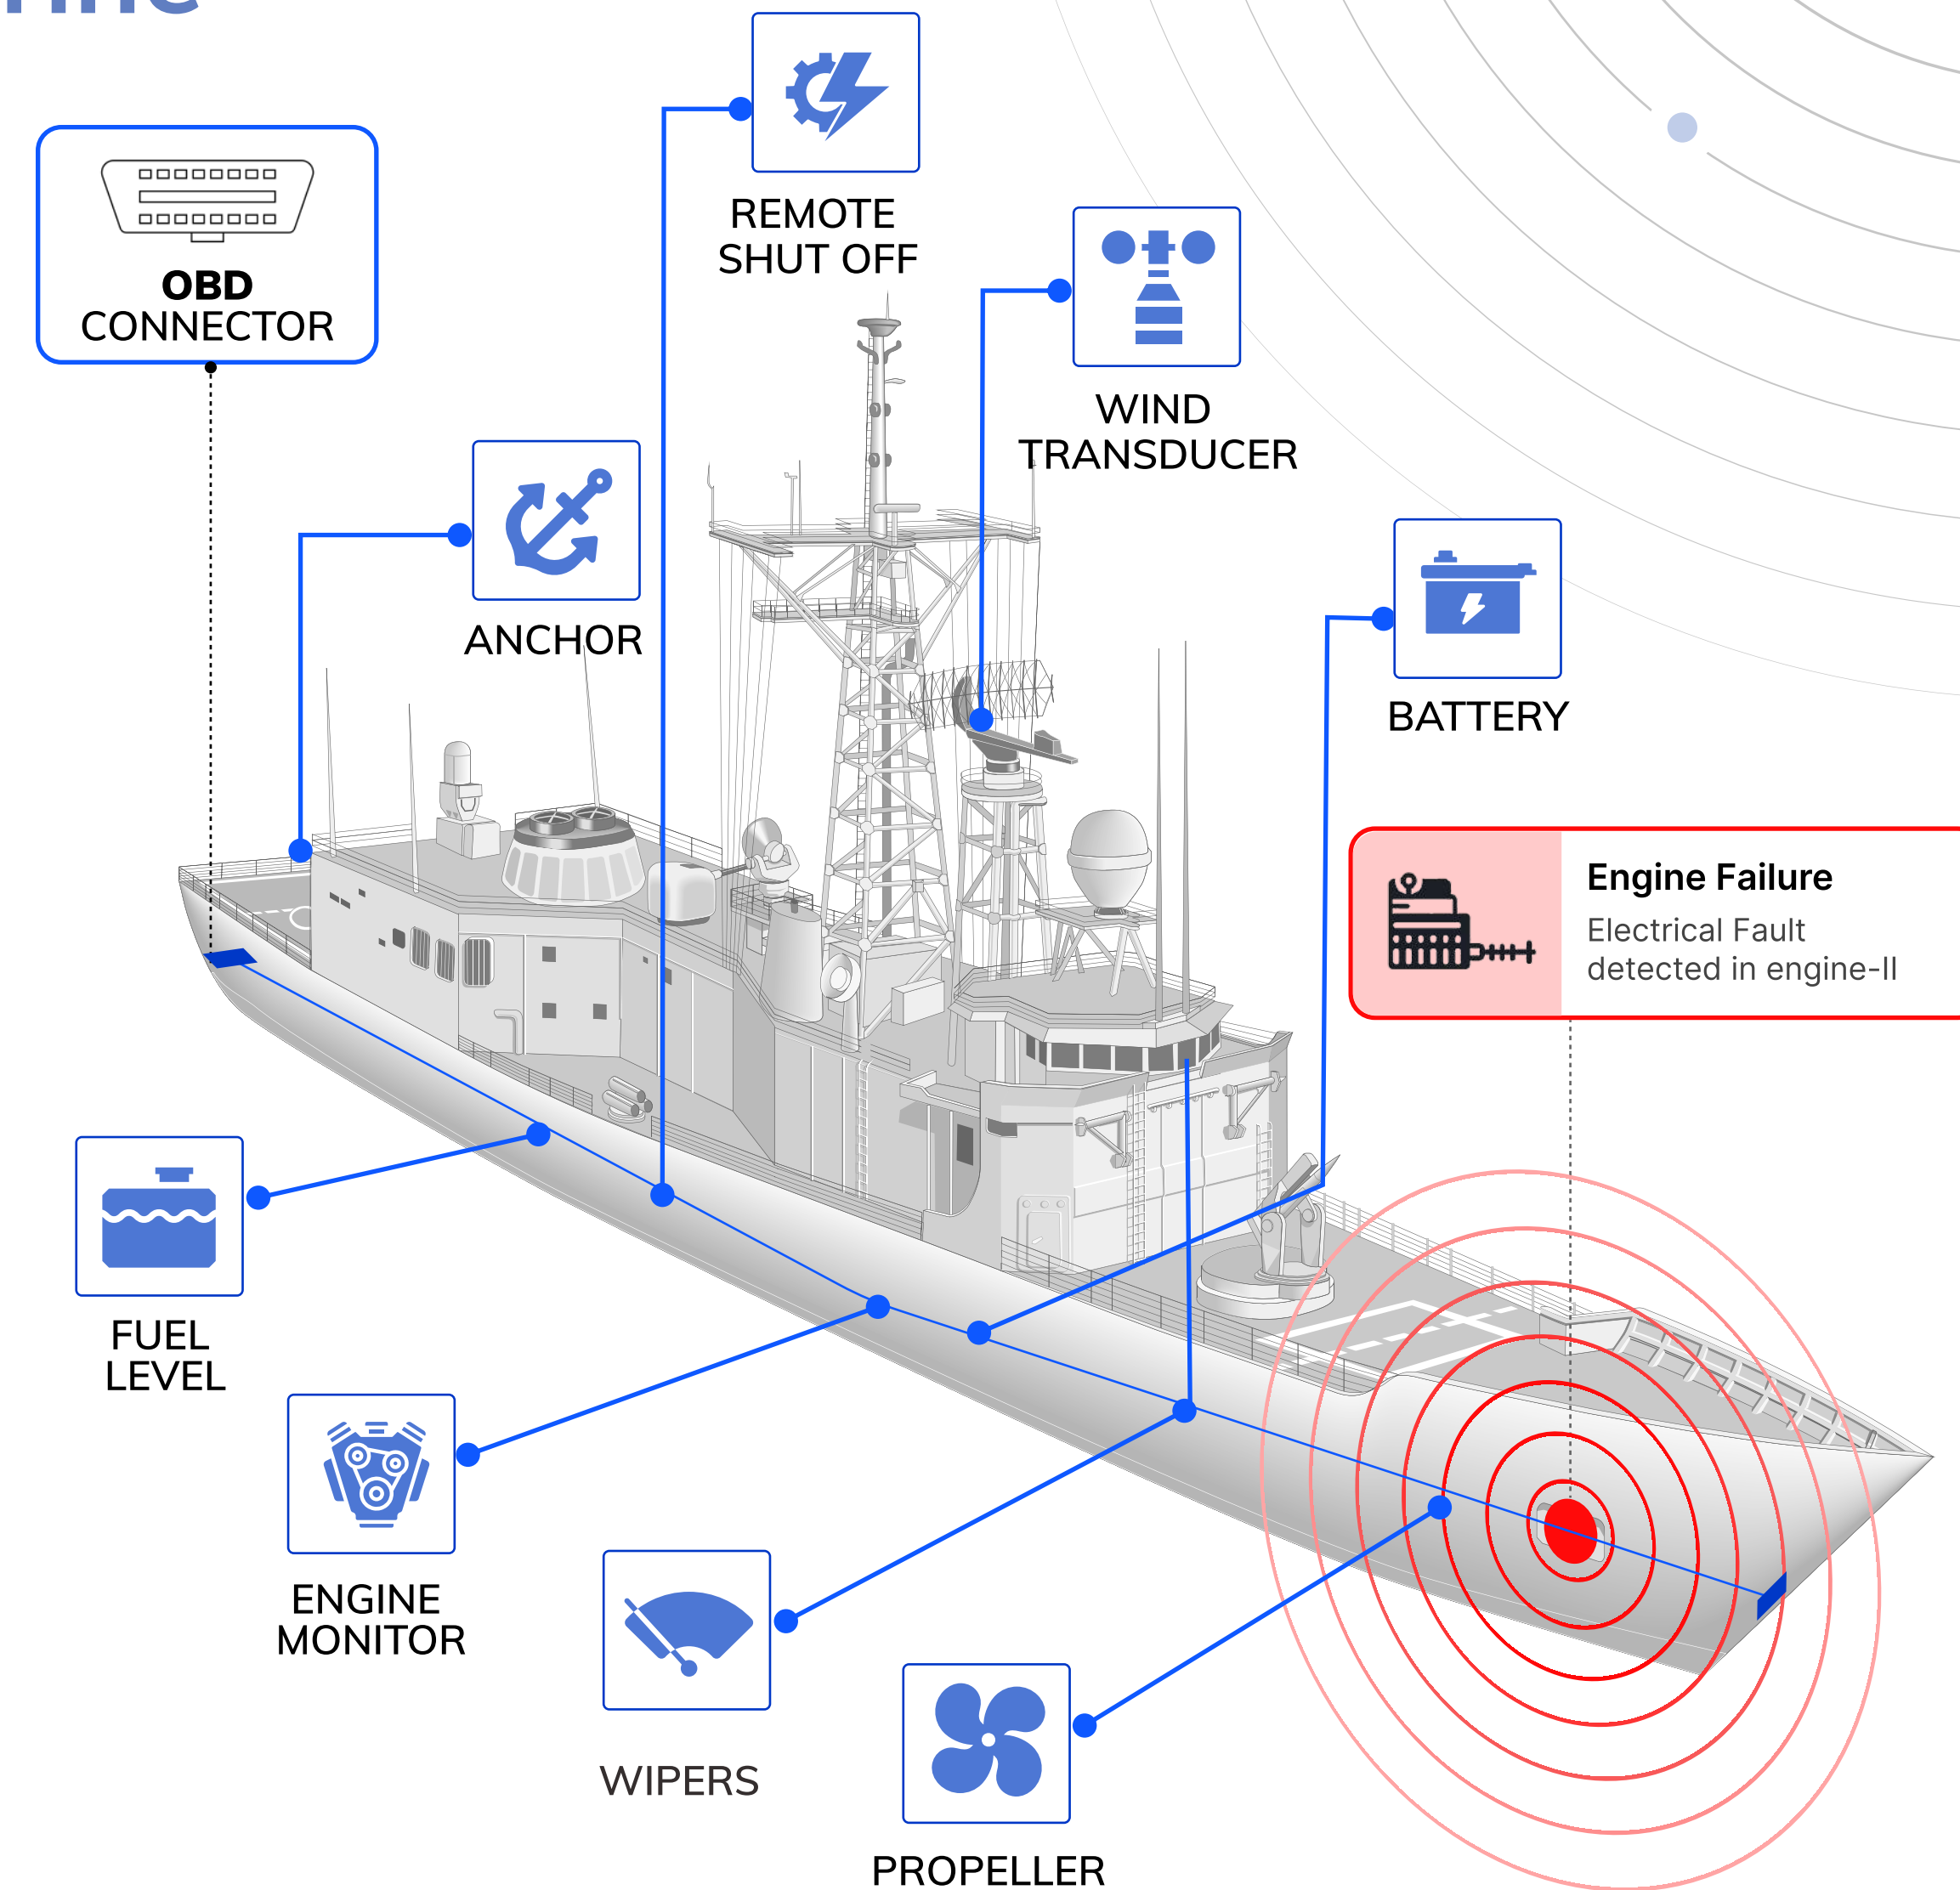 REMOTE
SHUT OFF
OBD
CONNECTOR
WIND
TRANSDUCER
ANCHOR
BATTERY
Engine Failure
Electrical Fault
detected in engine-II
FUEL
LEVEL
ENGINE
MONITOR
WIPERS
PROPELLER